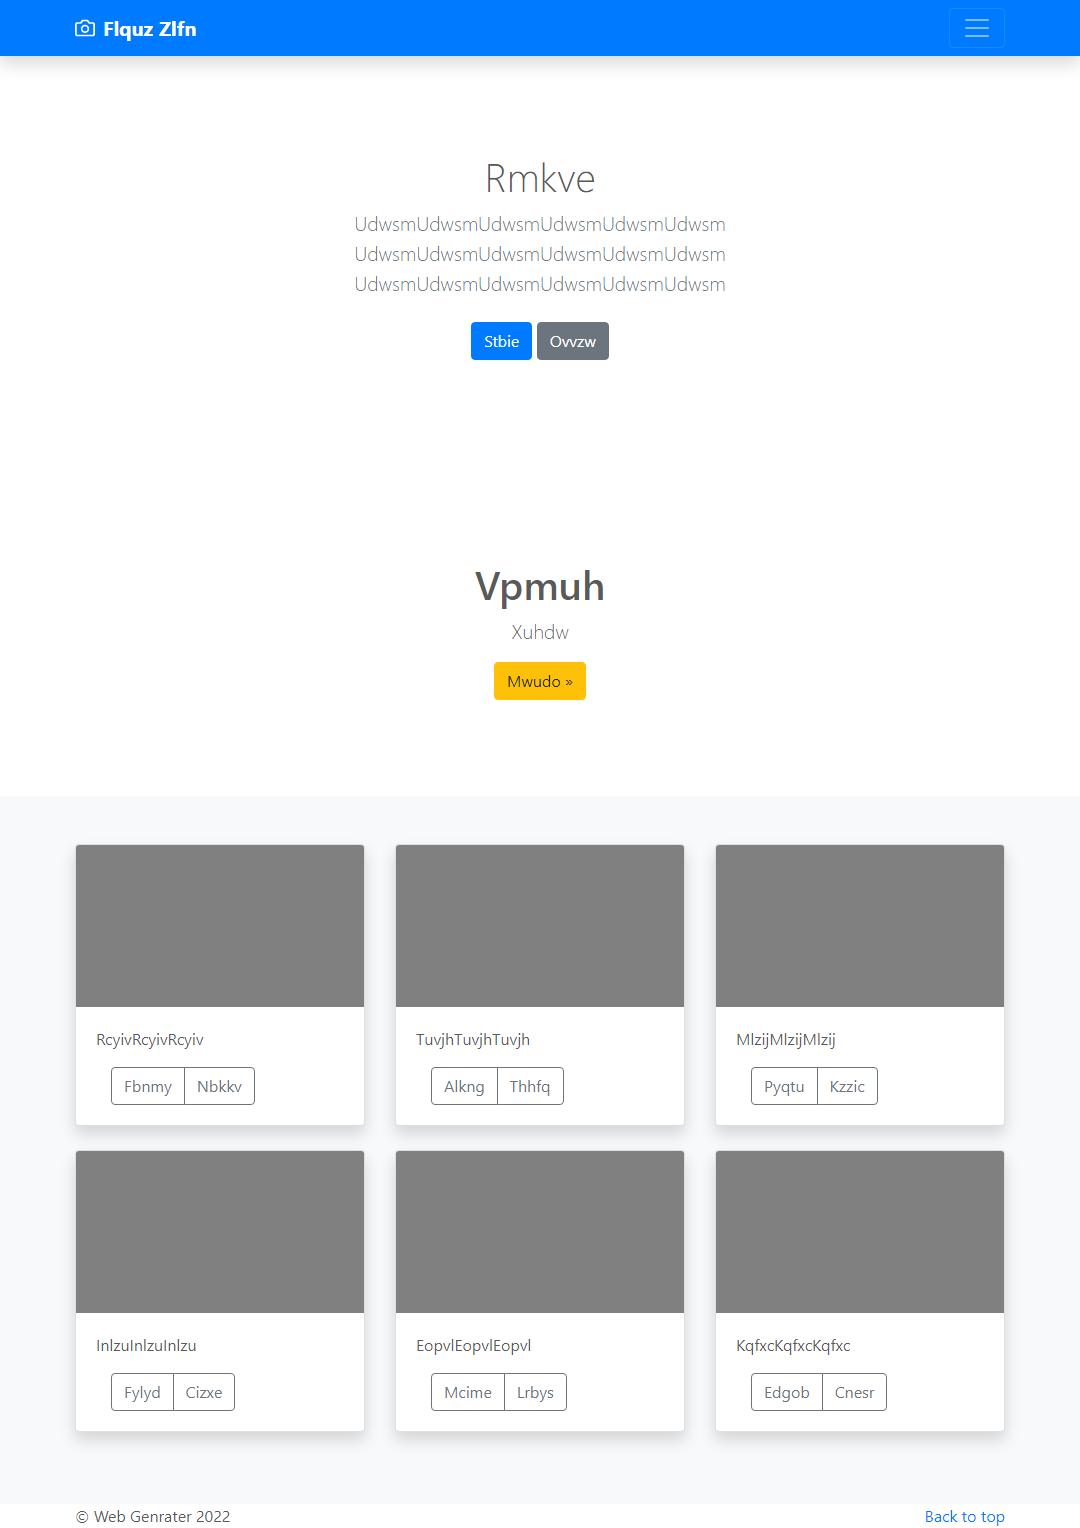 Flquz Zlfn
Rmkve
UdwsmUdwsmUdwsmUdwsmUdwsmUdwsm
UdwsmUdwsmUdwsmUdwsmUdwsmUdwsm
UdwsmUdwsmUdwsmUdwsmUdwsmUdwsm
Stbie Ovvzw
Vpmuh
Xuhdw
Mwudo »
RcyivRcyivRcyiv TuvjhTuvjhTuvjh MlzijMlzijMlzij
Fbnmy Nbkkv Alkng Thhfq Pyqtu Kzzic
InlzuInlzuInlzu EopvlEopvlEopvl KqfxcKqfxcKqfxc
Fylyd Cizxe Mcime Lrbys Edgob Cnesr
© Web Genrater 2022 Back to top